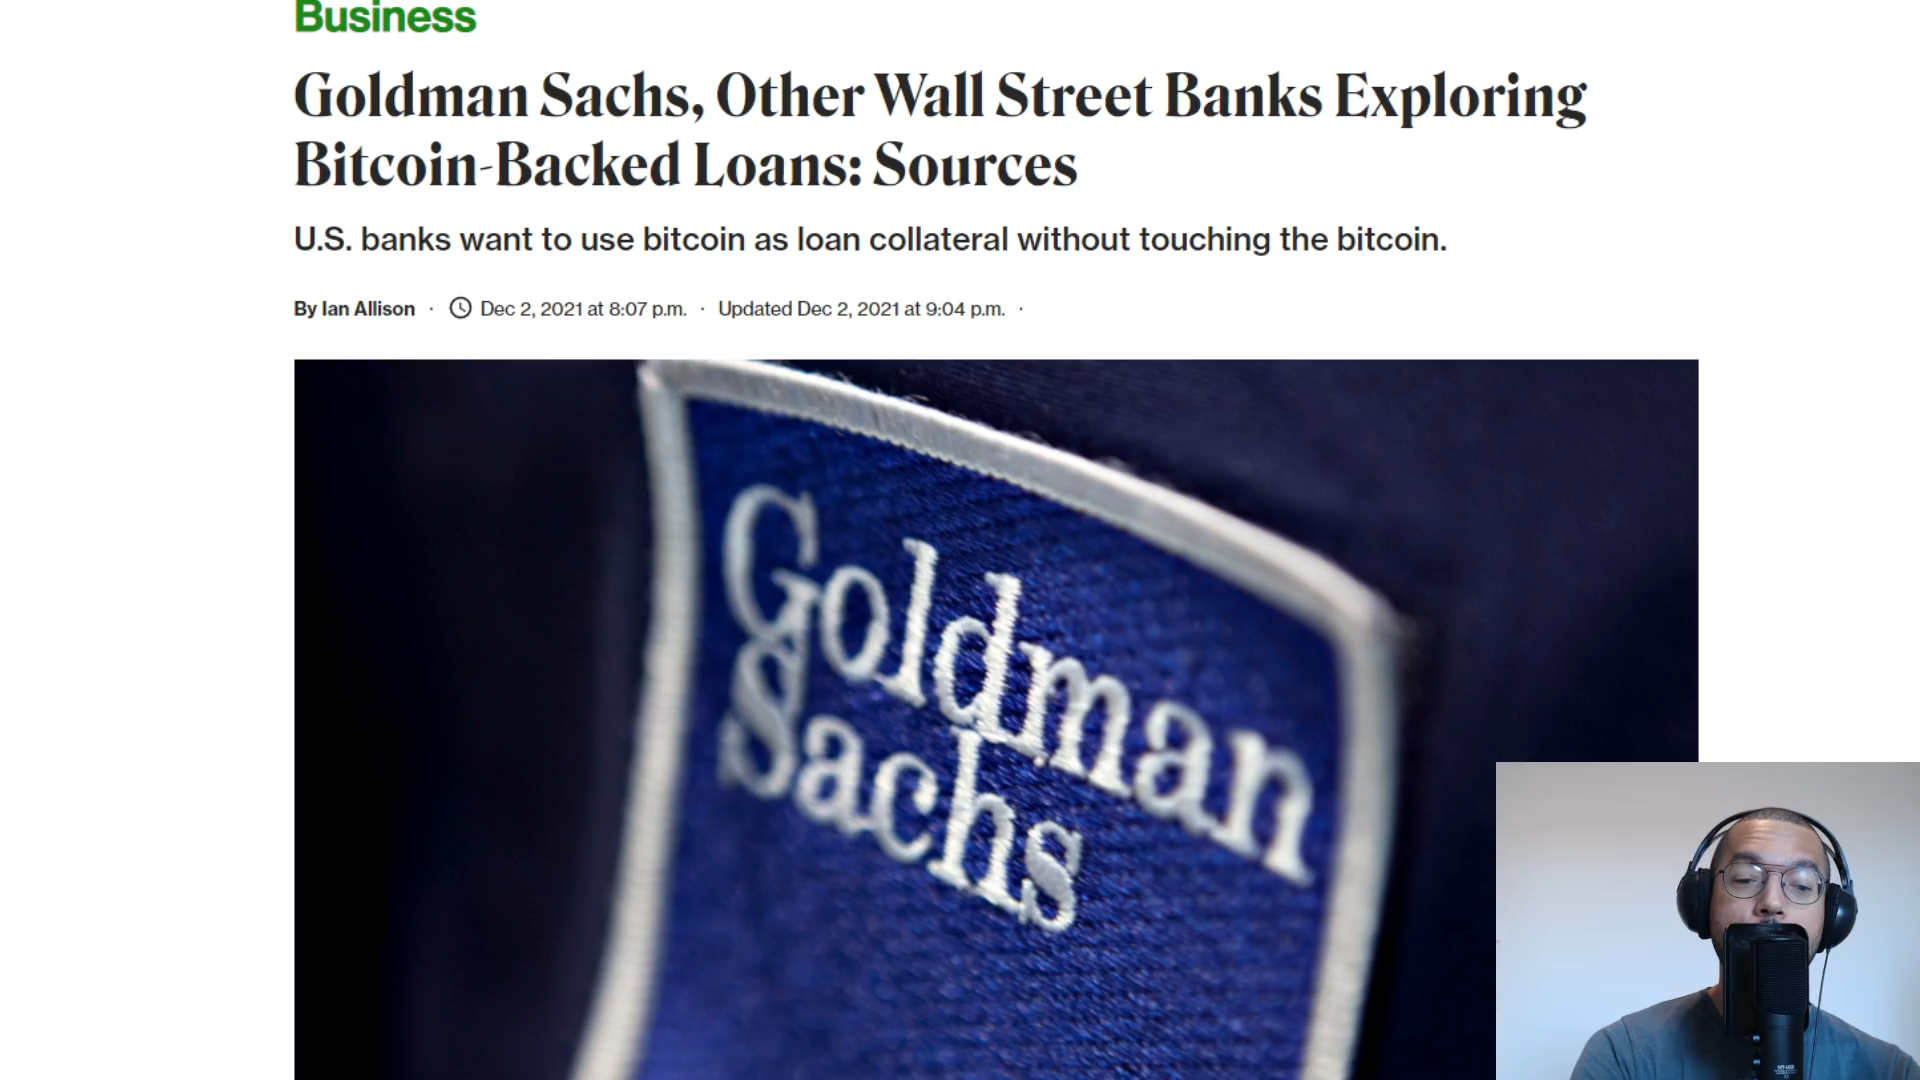 Business
Goldman Sachs, Other Wall Street Banks Exploring
Bitcoin-Backed Loans: Sources
U.S. banks want to use bitcoin as loan collateral without touching the bitcoin.
By Ian Allison · Dec 2, 2021 at 8:07 p.m. · Updated Dec 2, 2021 at 9:04 p.m. ·
Goldman
Sachs